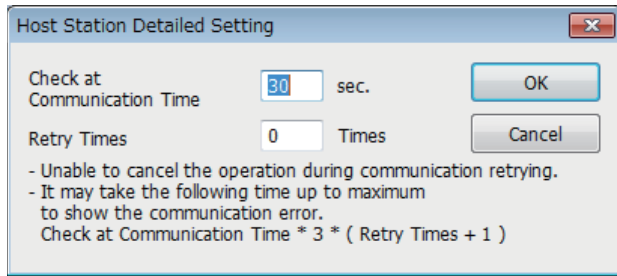 Host Station Detailed Setting
Check at
Communication Time
30
sec.
OK
Retry Times
0
Times
Cancel
- Unable to cancel the operation during communication retrying.
- It may take the following time up to maximum
to show the communication error.
Check at Communication Time * 3 * ( Retry Times + 1 )